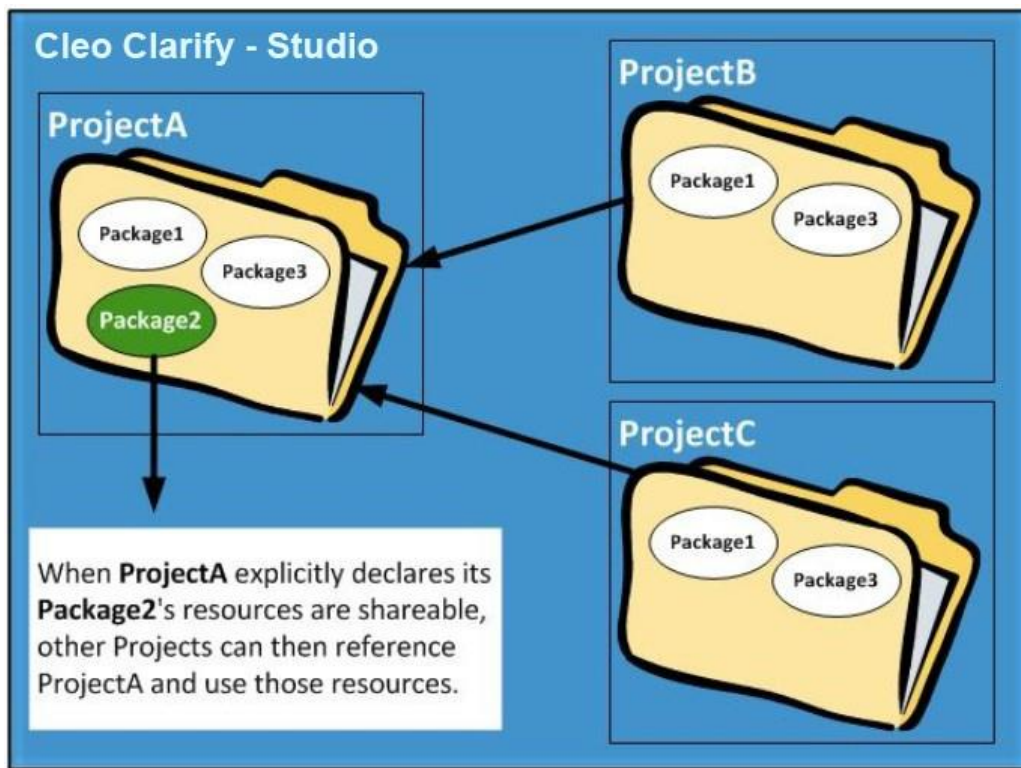 Cleo Clarify - Studio
ProjectA
Package1
Package3
Package2
ProjectB
Package1
Package3
ProjectC
Package1
Package3
When ProjectA explicitly declares its
Package2's resources are shareable,
other Projects can then reference
ProjectA and use those resources.